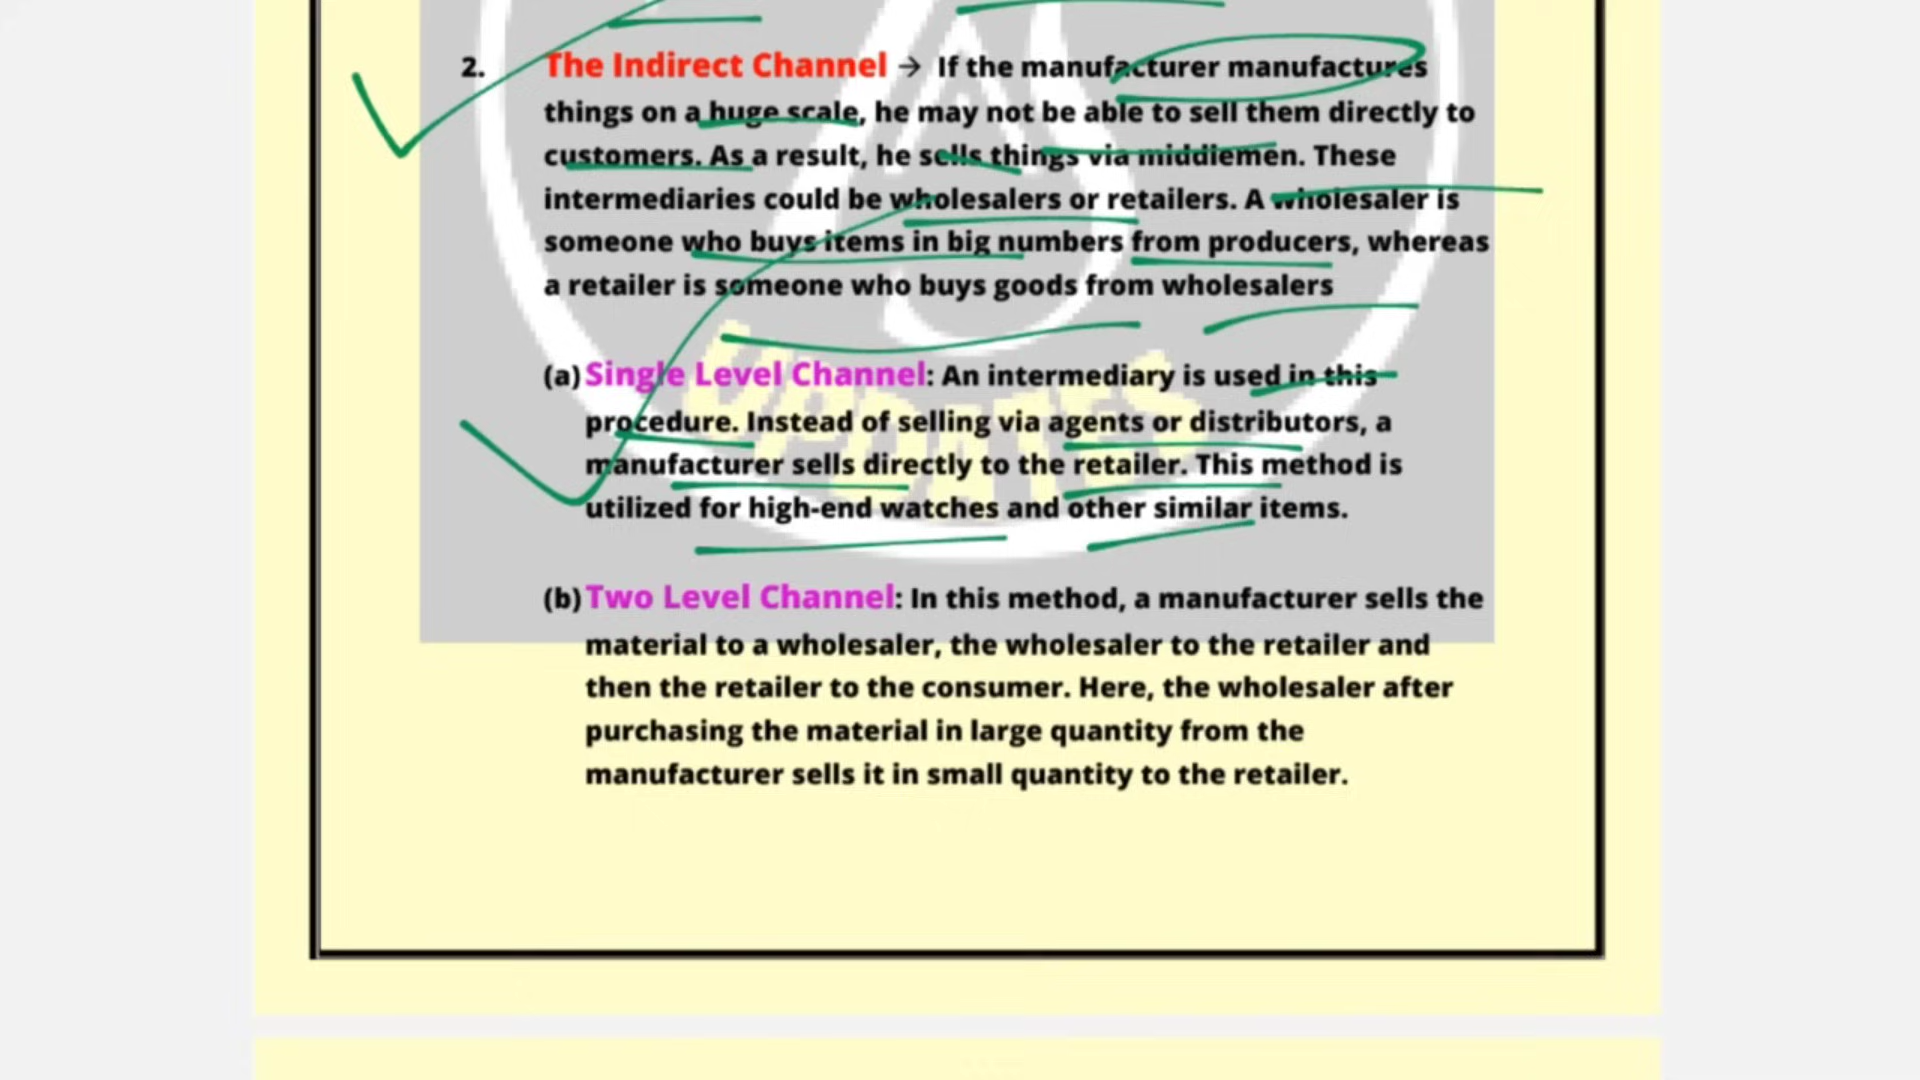 2. The Indirect Channel → If the manufacturer manufactures
things on a huge scale, he may not be able to sell them directly to
customers. As a result, he sells things via middlemen. These
intermediaries could be wholesalers or retailers. A wholesaler is
someone who buys items in big numbers from producers, whereas
a retailer is someone who buys goods from wholesalers
(a) Single Level Channel: An intermediary is used in this
procedure. Instead of selling via agents or distributors, a
manufacturer sells directly to the retailer. This method is
utilized for high-end watches and other similar items.
(b) Two Level Channel: In this method, a manufacturer sells the
material to a wholesaler, the wholesaler to the retailer and
then the retailer to the consumer. Here, the wholesaler after
purchasing the material in large quantity from the
manufacturer sells it in small quantity to the retailer.
UPDATES